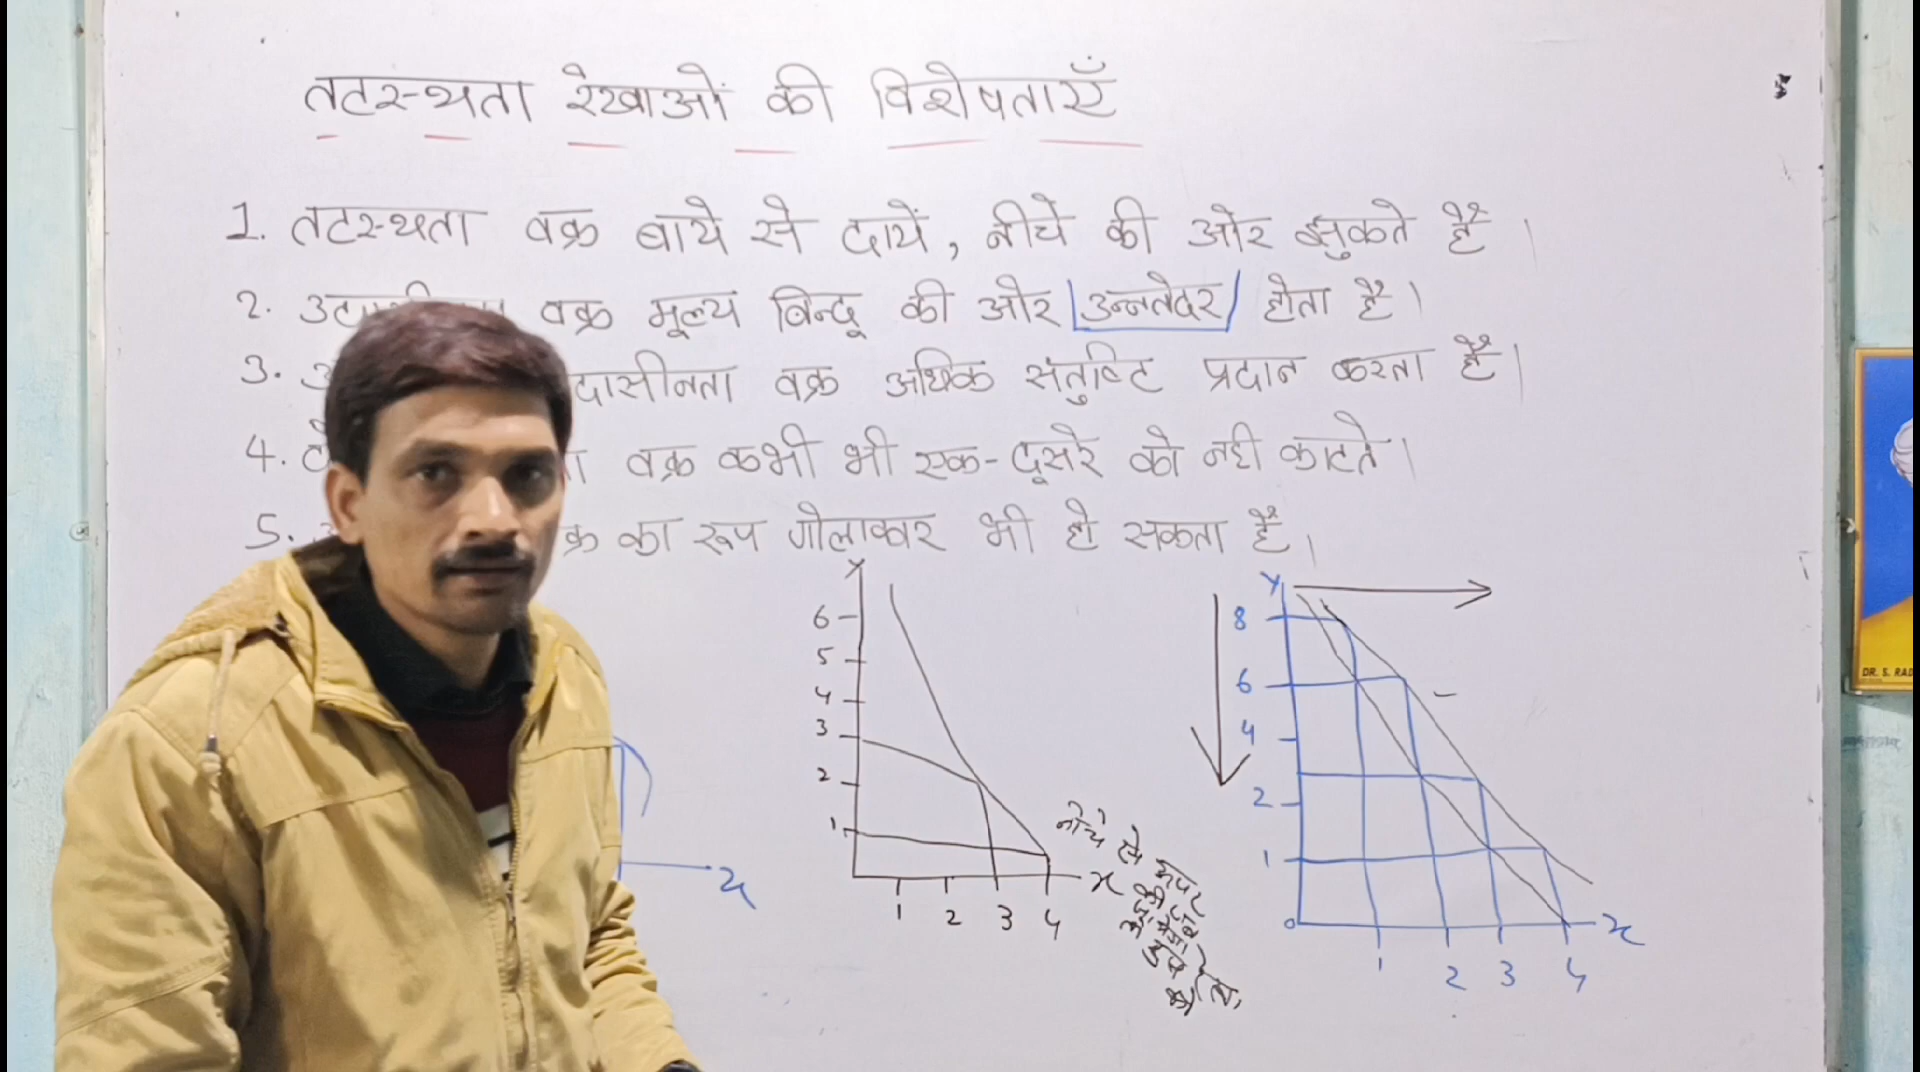 तटस्थता रेखाओं की विशेषताएँ
1. तटस्थता वक्र बाये से दायें, नीचे की ओर झुकते हैं।
2. वक्र मूल्य बिन्दू की ओर उन्नतोदर होता है।
3. दासीनता वक्र अधिक संतुष्टि प्रदान करता हैं।
4. वक्र कभी भी एक-दूसरे को नही काटते।
5. का रूप गोलाकार भी हो सकता हैं।
x
Y
6
5
4
3
2
1
1 2 3 4
x
नीचे से ऊपर
Y
8
6
4
2
1
0
x
1 2 3 4
DR. S. RAD